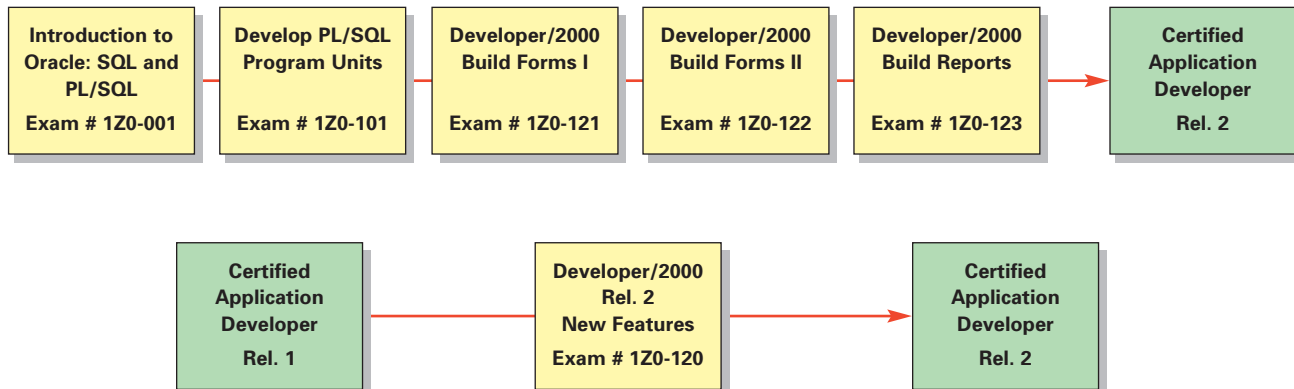 Introduction to
Oracle: SQL and
PL/SQL
Exam # 1Z0-001
Develop PL/SQL
Program Units
Exam # 1Z0-101
Developer/2000
Build Forms I
Exam # 1Z0-121
Developer/2000
Build Forms II
Exam # 1Z0-122
Developer/2000
Build Reports
Exam # 1Z0-123
Certified
Application
Developer
Rel. 2
Certified
Application
Developer
Rel. 1
Developer/2000
Rel. 2
New Features
Exam # 1Z0-120
Certified
Application
Developer
Rel. 2